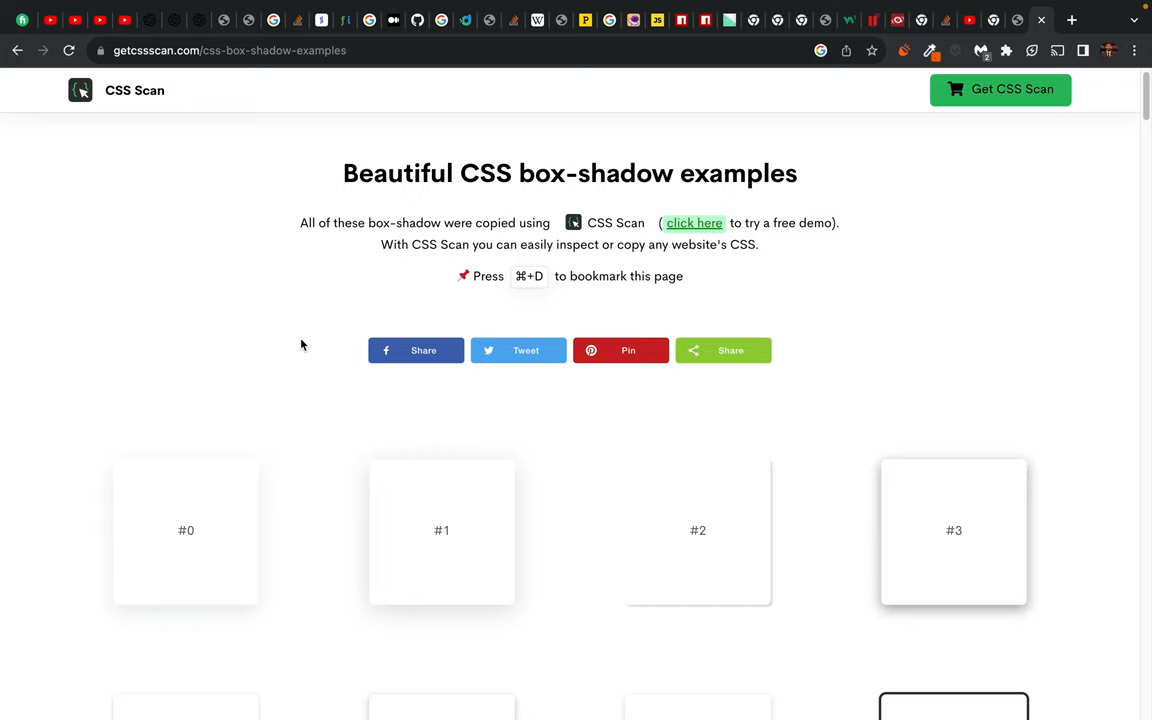 getcssscan.com/css-box-shadow-examples
2
CSS Scan
Get CSS Scan
Beautiful CSS box-shadow examples
All of these box-shadow were copied using CSS Scan (click here to try a free demo).
With CSS Scan you can easily inspect or copy any website's CSS.
Press ⌘+D to bookmark this page
Share
Tweet
Pin
Share
#0
#1
#2
#3